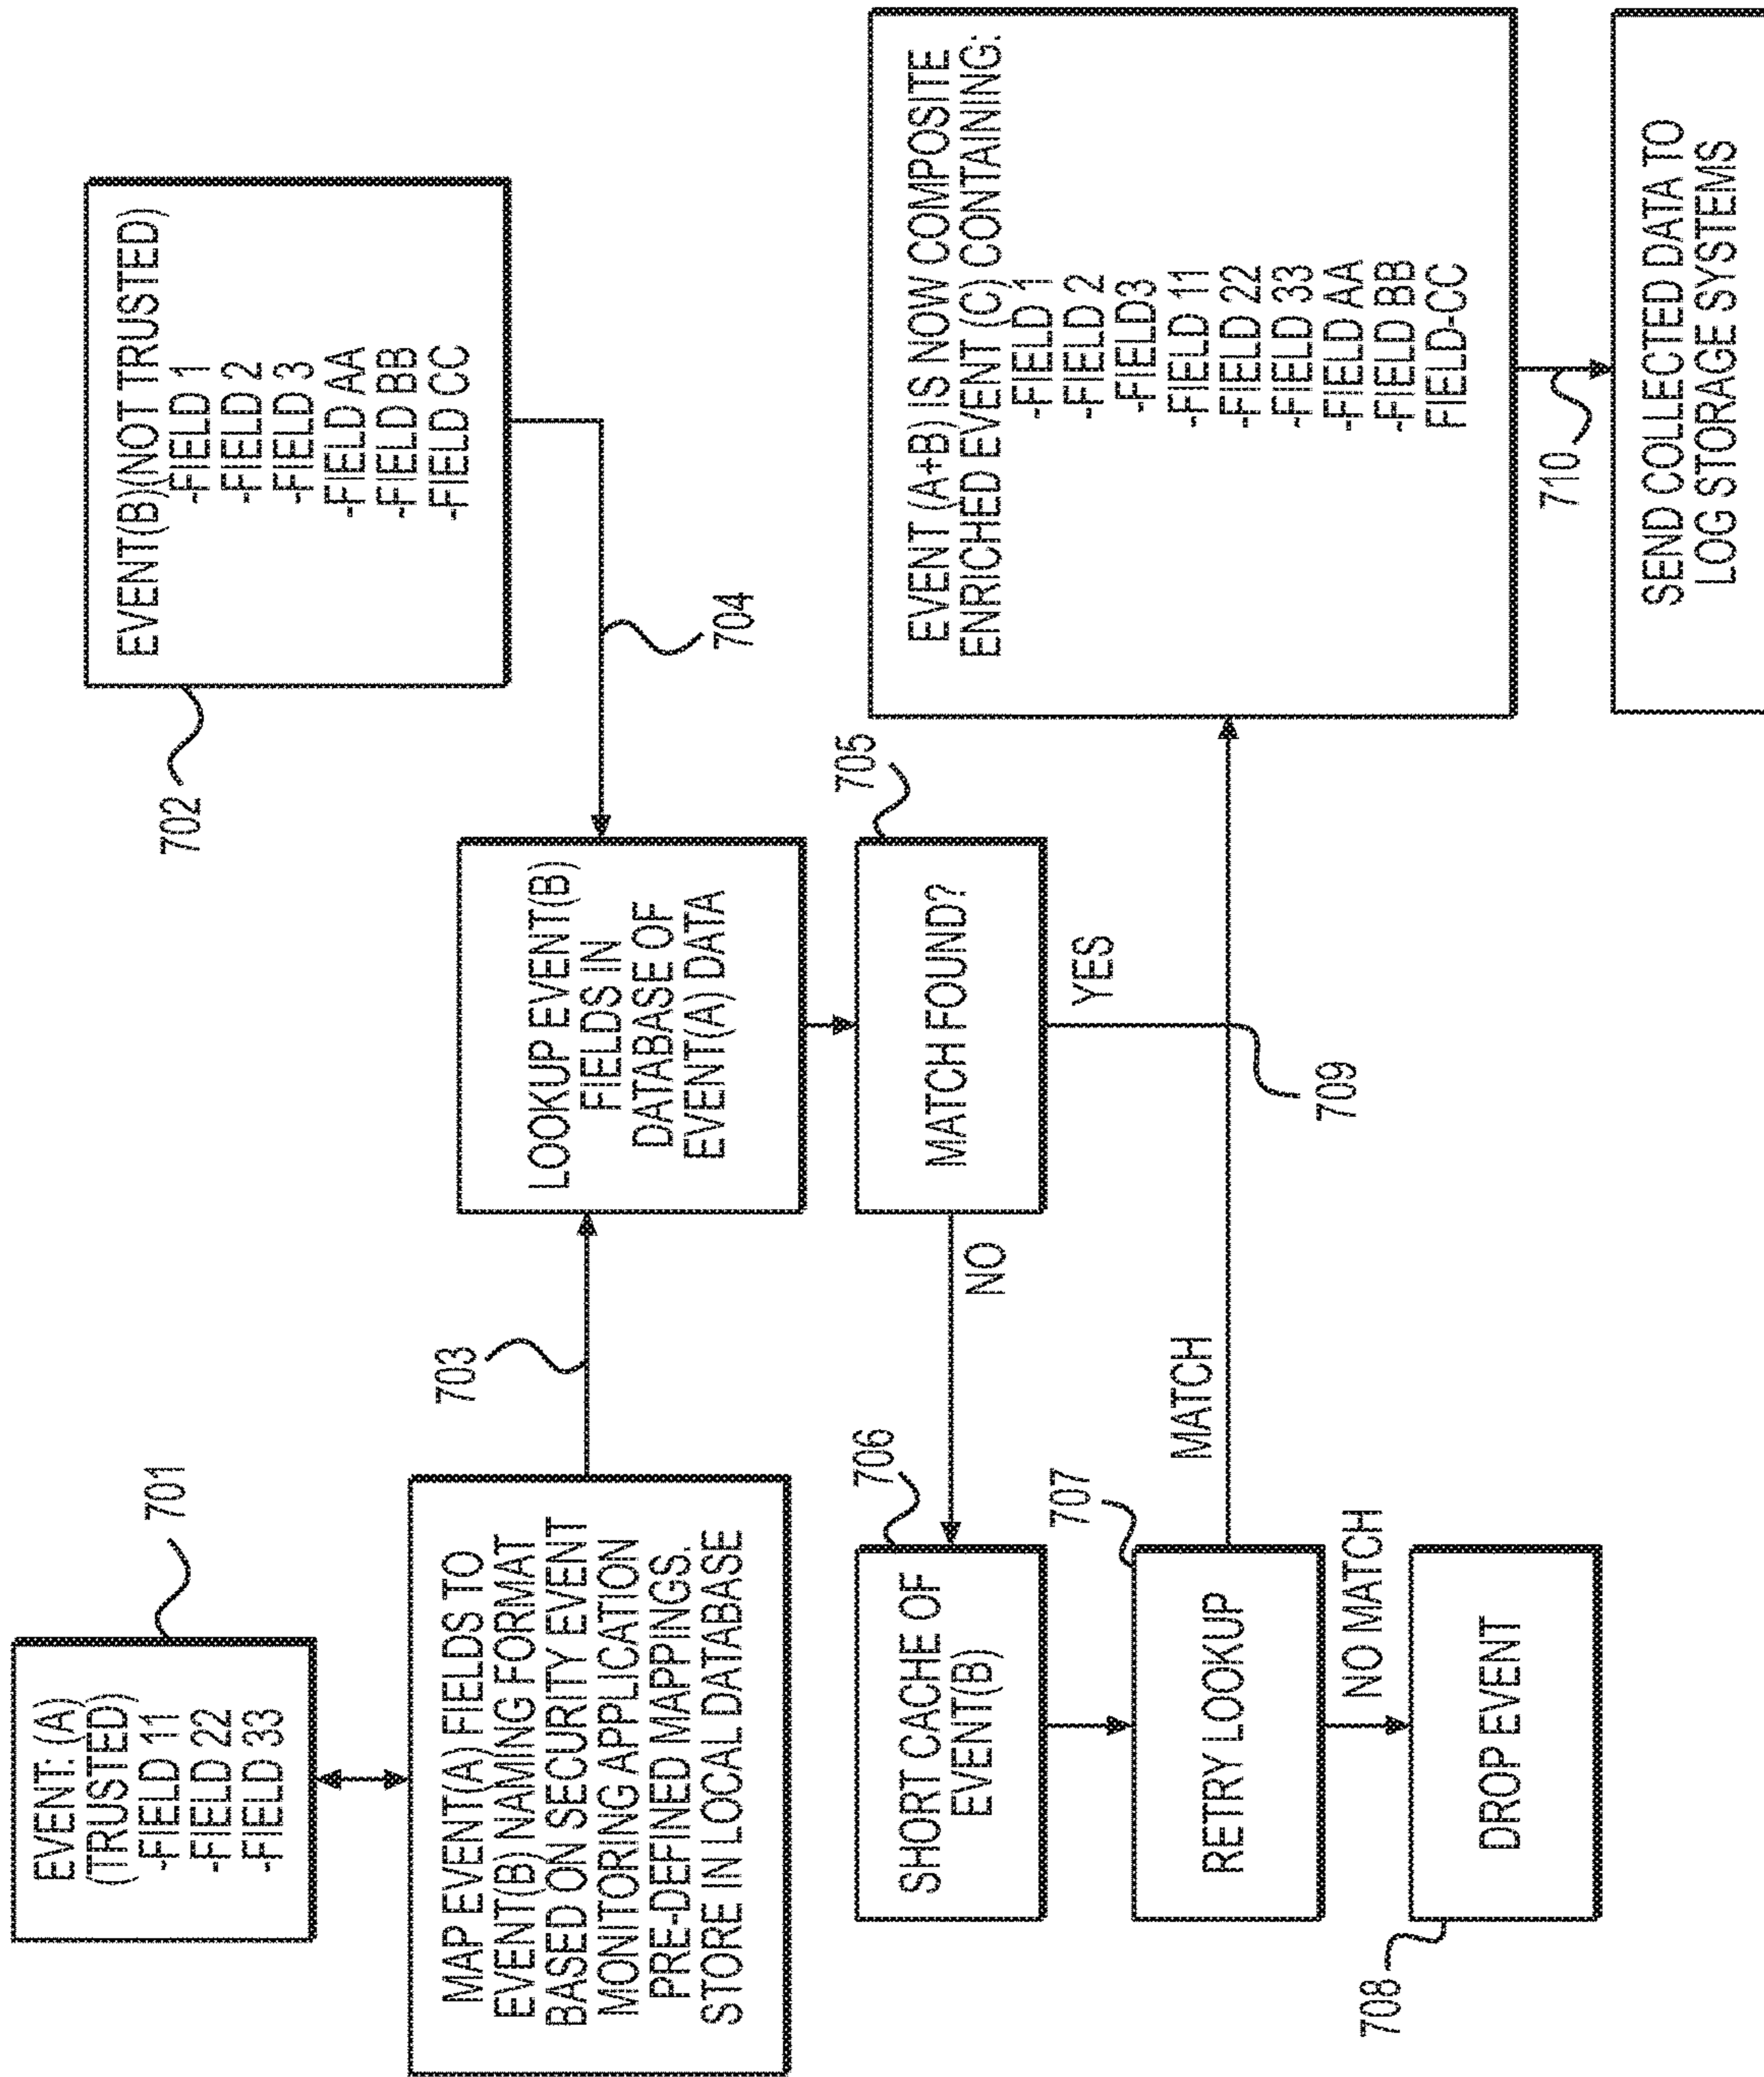 EVENT: (A)
(TRUSTED)
-FIELD 11
-FIELD 22
-FIELD 33
701
MAP EVENT(A) FIELDS TO
EVENT(B) NAMING FORMAT
BASED ON SECURITY EVENT
MONITORING APPLICATION
PRE-DEFINED MAPPINGS.
STORE IN LOCAL DATABASE
703
EVENT(B)(NOT TRUSTED)
-FIELD 1
-FIELD 2
-FIELD 3
-FIELD AA
-FIELD BB
-FIELD CC
702
704
LOOKUP EVENT(B)
FIELDS IN
DATABASE OF
EVENT(A) DATA
705
MATCH FOUND?
NO
YES
709
706
SHORT CACHE OF
EVENT(B)
707
RETRY LOOKUP
MATCH
NO MATCH
708
DROP EVENT
EVENT (A+B) IS NOW COMPOSITE
ENRICHED EVENT (C) CONTAINING:
-FIELD 1
-FIELD 2
-FIELD3
-FIELD 11
-FIELD 22
-FIELD 33
-FIELD AA
-FIELD BB
FIELD-CC
710
SEND COLLECTED DATA TO
LOG STORAGE SYSTEMS